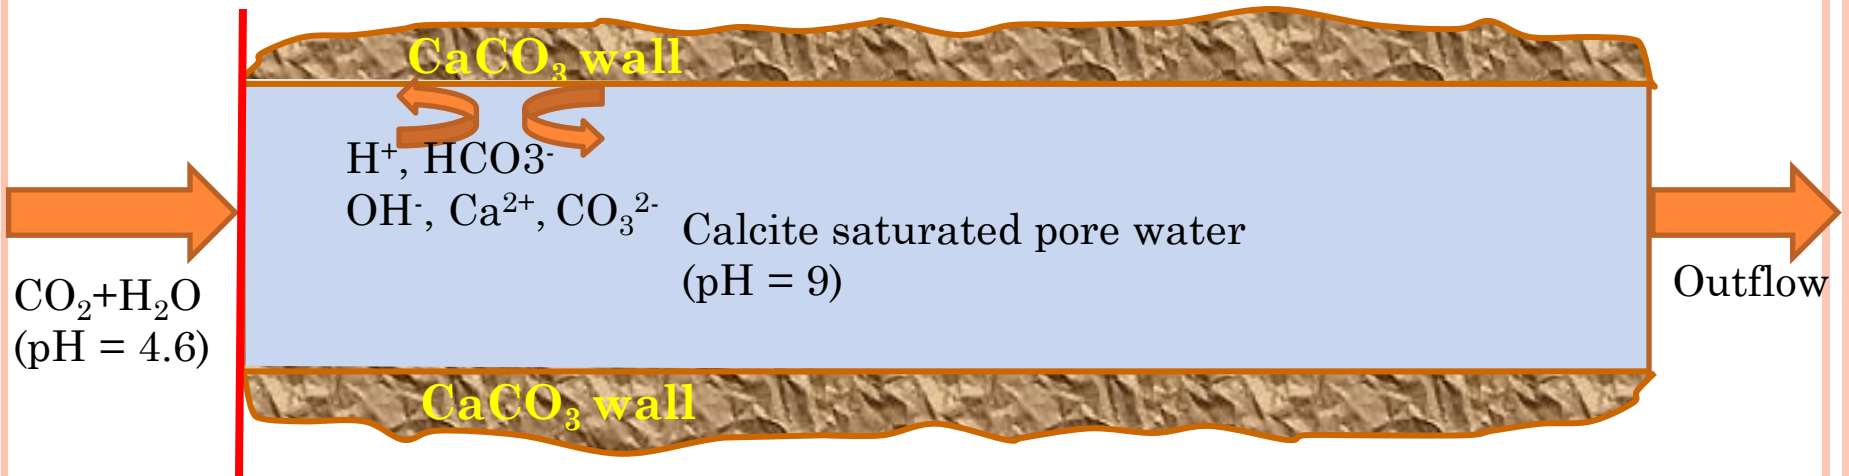 CaCO₃ wall
H⁺, HCO3⁻
OH⁻, Ca²⁺, CO₃²⁻
Calcite saturated pore water
(pH = 9)
CO₂+H₂O
(pH = 4.6)
Outflow
CaCO₃ wall